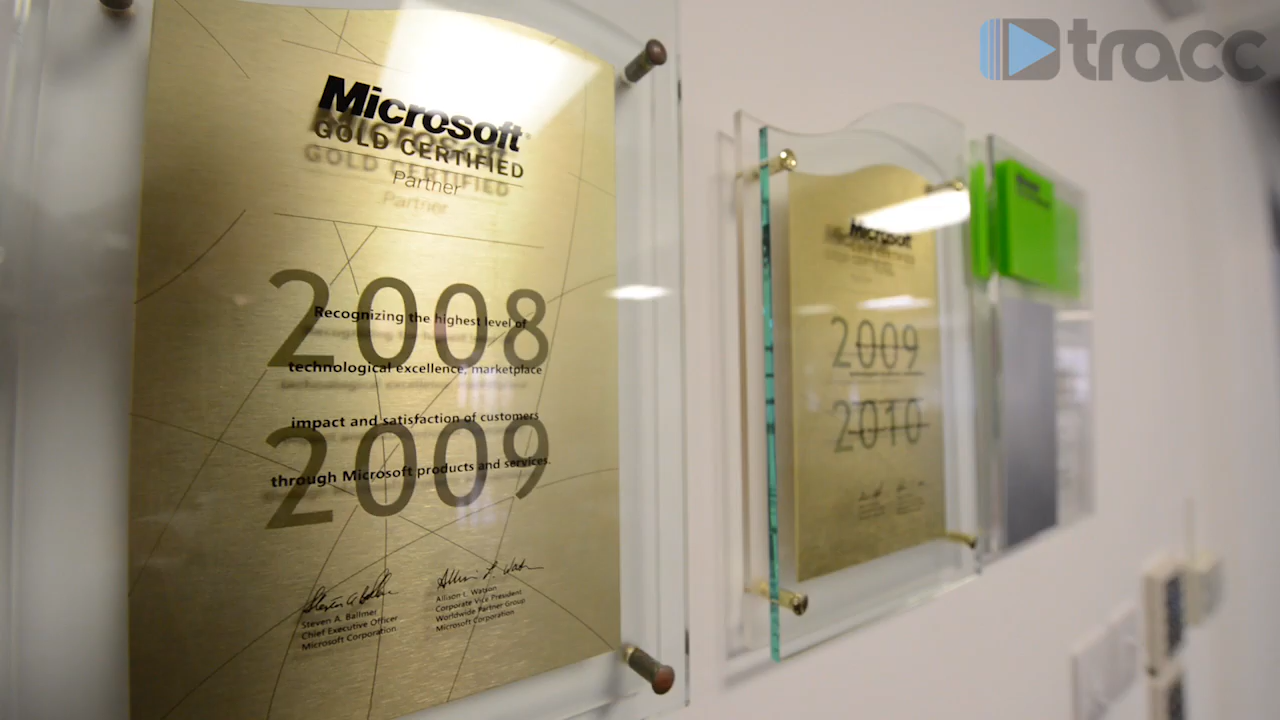 Microsoft
GOLD CERTIFIED
Partner
2008
Recognizing the highest level of
technological excellence, marketplace
impact and satisfaction of customers
2009
through Microsoft products and services.
Steven A. Ballmer
Chief Executive Officer
Microsoft Corporation
Allison L. Watson
Corporate Vice President
Worldwide Partner Group
Microsoft Corporation
Microsoft
2009
2010
tracc